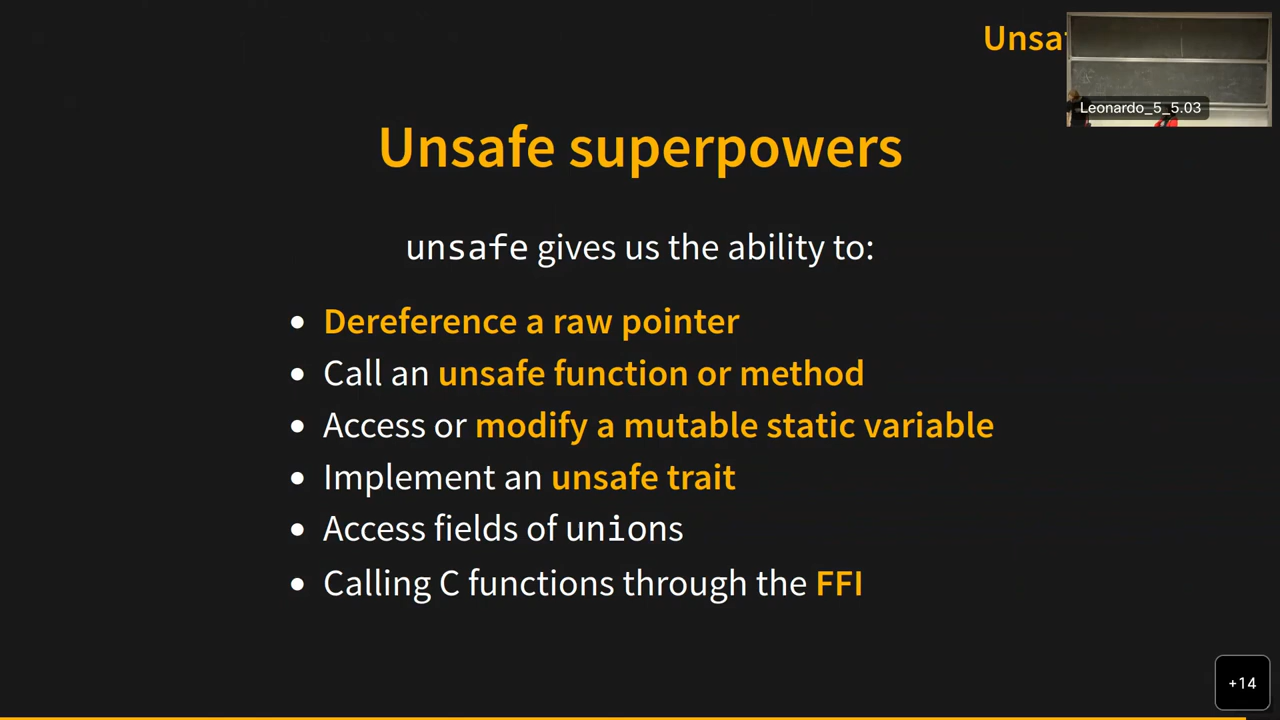 Unsa
Leonardo_5_5.03
Unsafe superpowers
unsafe gives us the ability to:
• Dereference a raw pointer
• Call an unsafe function or method
• Access or modify a mutable static variable
• Implement an unsafe trait
• Access fields of unions
• Calling C functions through the FFI
+14